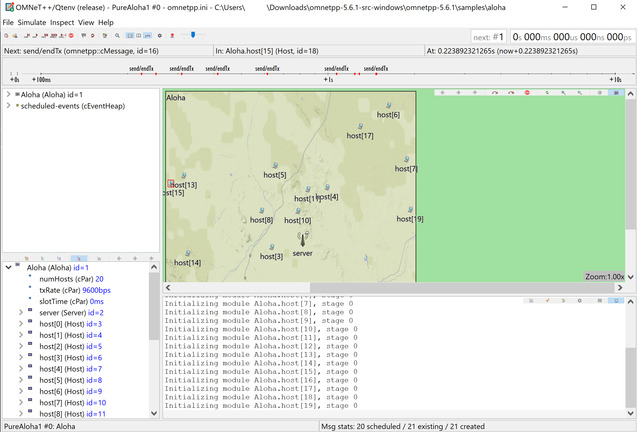 OMNeT++/Qtenv (release) - PureAloha1 #0 - omnetpp.ini - C:\Users\ \Downloads\omnetpp-5.6.1-src-windows\omnetpp-5.6.1\samples\aloha
File Simulate Inspect View Help
next: #1 0s 000ms 000us 000ns 000ps
Next: send/endTx (omnetpp::cMessage, id=16) In: Aloha.host[15] (Host, id=18) At: 0.223892321265s (now+0.223892321265s)
send/endTx send/endTx send/endTx send/endTx send/endTx
+0s +100ms +1s +10s
Aloha (Aloha) id=1
scheduled-events (cEventHeap)
Aloha
host[6]
host[17]
host[7]
host[5]
host[13]
host[4]
host[8]
host[10]
host[19]
server
host[3]
host[14]
Zoom:1.00x
Aloha (Aloha) id=1
numHosts (cPar) 20
txRate (cPar) 9600bps
slotTime (cPar) 0ms
server (Server) id=2
host[0] (Host) id=3
host[1] (Host) id=4
host[2] (Host) id=5
host[3] (Host) id=6
host[4] (Host) id=7
host[5] (Host) id=8
host[6] (Host) id=9
host[7] (Host) id=10
host[8] (Host) id=11
Initializing module Aloha.host[7], stage 0
Initializing module Aloha.host[8], stage 0
Initializing module Aloha.host[9], stage 0
Initializing module Aloha.host[10], stage 0
Initializing module Aloha.host[11], stage 0
Initializing module Aloha.host[12], stage 0
Initializing module Aloha.host[13], stage 0
Initializing module Aloha.host[14], stage 0
Initializing module Aloha.host[15], stage 0
Initializing module Aloha.host[16], stage 0
Initializing module Aloha.host[17], stage 0
Initializing module Aloha.host[18], stage 0
Initializing module Aloha.host[19], stage 0
PureAloha1 #0: Aloha
Msg stats: 20 scheduled / 21 existing / 21 created